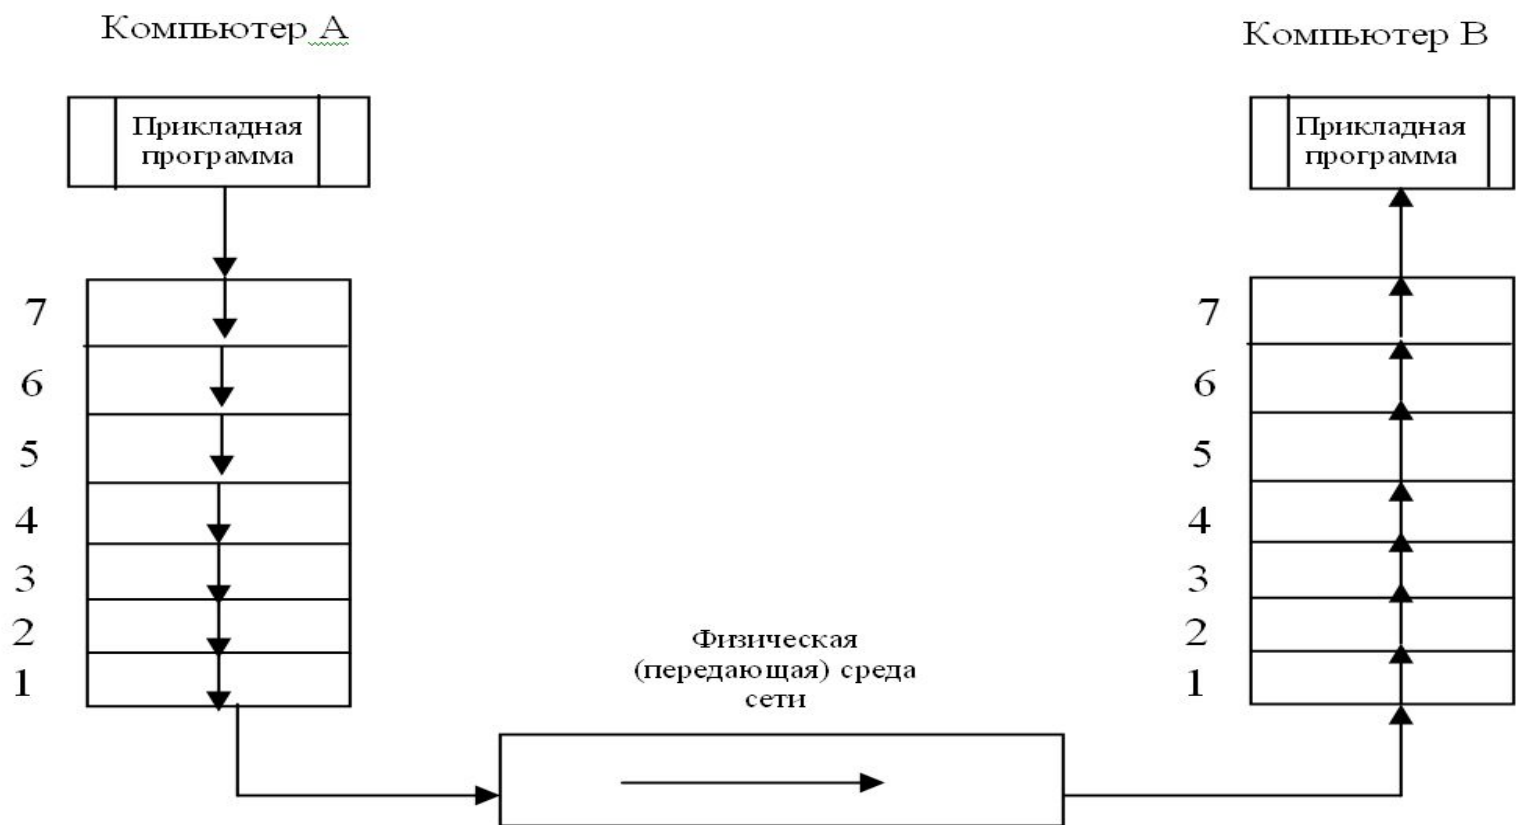 Компьютер А
Компьютер В
Прикладная
программа
Прикладная
программа
7
6
5
4
3
2
1
7
6
5
4
3
2
1
Физическая
(передающая) среда
сети